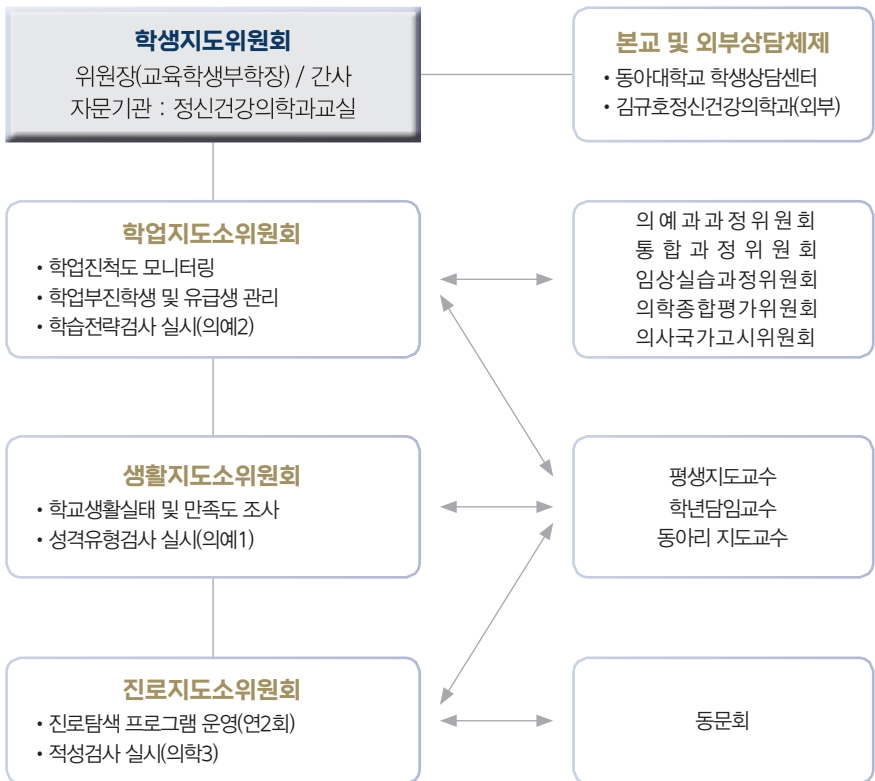 학생지도위원회
위원장(교육학생부학장) / 간사
자문기관 : 정신건강의학과교실
본교 및 외부상담체제
• 동아대학교 학생상담센터
• 김규호정신건강의학과(외부)
학업지도소위원회
• 학업진척도 모니터링
• 학업부진학생 및 유급생 관리
• 학습전략검사 실시(의예2)
의예과과정위원회
통합과정위원회
임상실습과정위원회
의학종합평가위원회
의사국가고시위원회
생활지도소위원회
• 학교생활실태 및 만족도 조사
• 성격유형검사 실시(의예1)
평생지도교수
학년담임교수
동아리 지도교수
진로지도소위원회
• 진로탐색 프로그램 운영(연2회)
• 적성검사 실시(의학3)
동문회